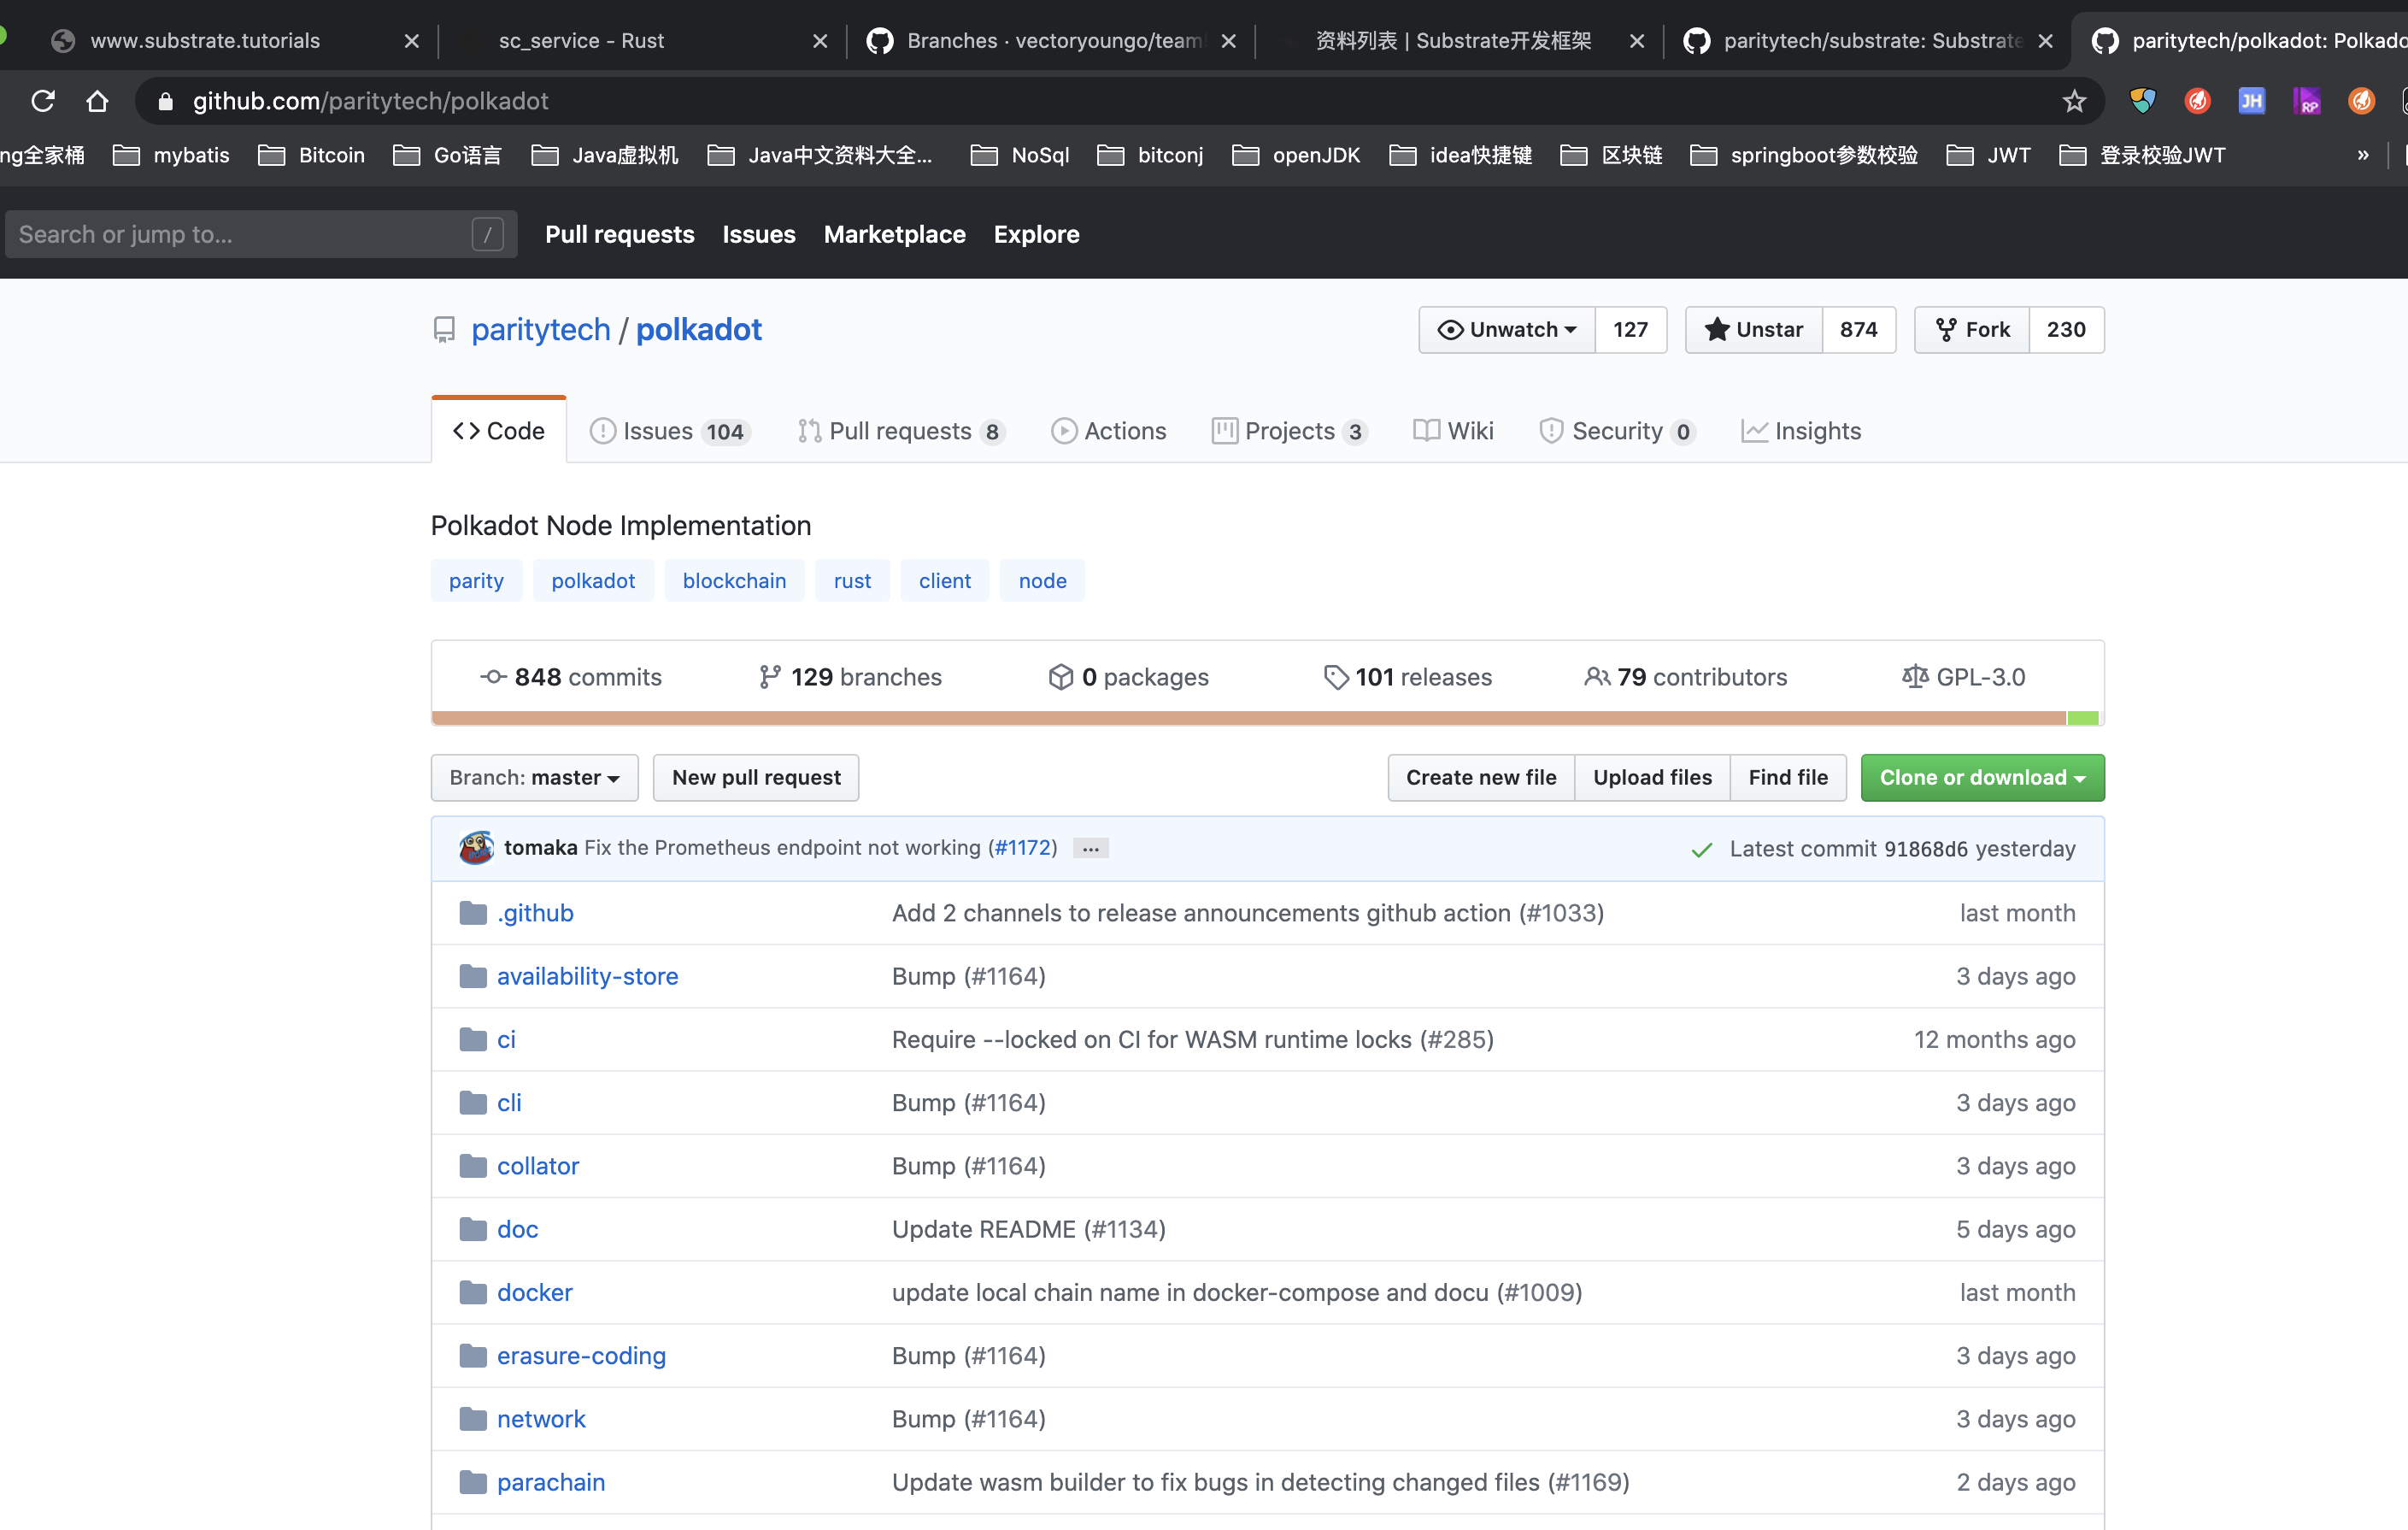 www.substrate.tutorials
sc_service - Rust
Branches · vectoryoungo/team
资料列表 | Substrate开发框架
paritytech/substrate: Substrate
paritytech/polkadot: Polkado
github.com/paritytech/polkadot
JH
RP
ng全家桶 mybatis Bitcoin Go语言 Java虚拟机 Java中文资料大全... NoSql bitconj openJDK idea快捷键 区块链 springboot参数校验 JWT 登录校验JWT »
Search or jump to... / Pull requests Issues Marketplace Explore
paritytech / polkadot Unwatch 127 Unstar 874 Fork 230
Code Issues 104 Pull requests 8 Actions Projects 3 Wiki Security 0 Insights
Polkadot Node Implementation
parity polkadot blockchain rust client node
848 commits 129 branches 0 packages 101 releases 79 contributors GPL-3.0
Branch: master New pull request Create new file Upload files Find file Clone or download
tomaka Fix the Prometheus endpoint not working (#1172) ... Latest commit 91868d6 yesterday
.github Add 2 channels to release announcements github action (#1033) last month
availability-store Bump (#1164) 3 days ago
ci Require --locked on CI for WASM runtime locks (#285) 12 months ago
cli Bump (#1164) 3 days ago
collator Bump (#1164) 3 days ago
doc Update README (#1134) 5 days ago
docker update local chain name in docker-compose and docu (#1009) last month
erasure-coding Bump (#1164) 3 days ago
network Bump (#1164) 3 days ago
parachain Update wasm builder to fix bugs in detecting changed files (#1169) 2 days ago